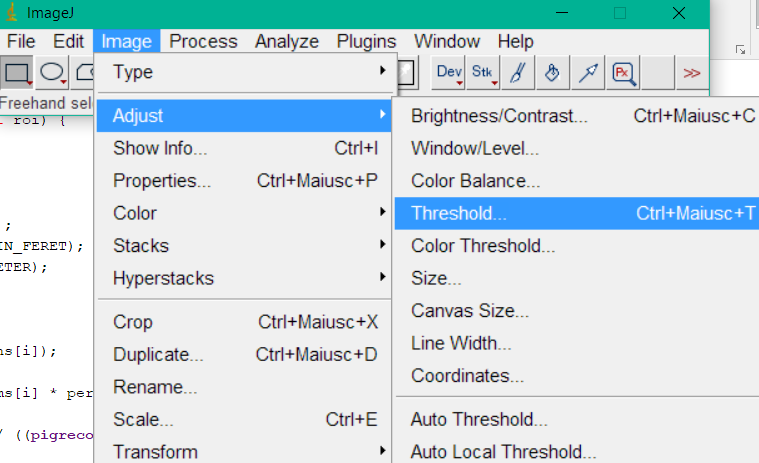 ImageJ
File Edit Image Process Analyze Plugins Window Help
Dev Stk Px >>
Freehand sel
roi) {
;
IN_FERET);
ETER);
ns[i]);
ns[i] * per
/ ((pigreco
Type
Adjust
Show Info... Ctrl+I
Properties... Ctrl+Maiusc+P
Color
Stacks
Hyperstacks
Crop Ctrl+Maiusc+X
Duplicate... Ctrl+Maiusc+D
Rename...
Scale... Ctrl+E
Transform
Brightness/Contrast... Ctrl+Maiusc+C
Window/Level...
Color Balance...
Threshold... Ctrl+Maiusc+T
Color Threshold...
Size...
Canvas Size...
Line Width...
Coordinates...
Auto Threshold...
Auto Local Threshold...